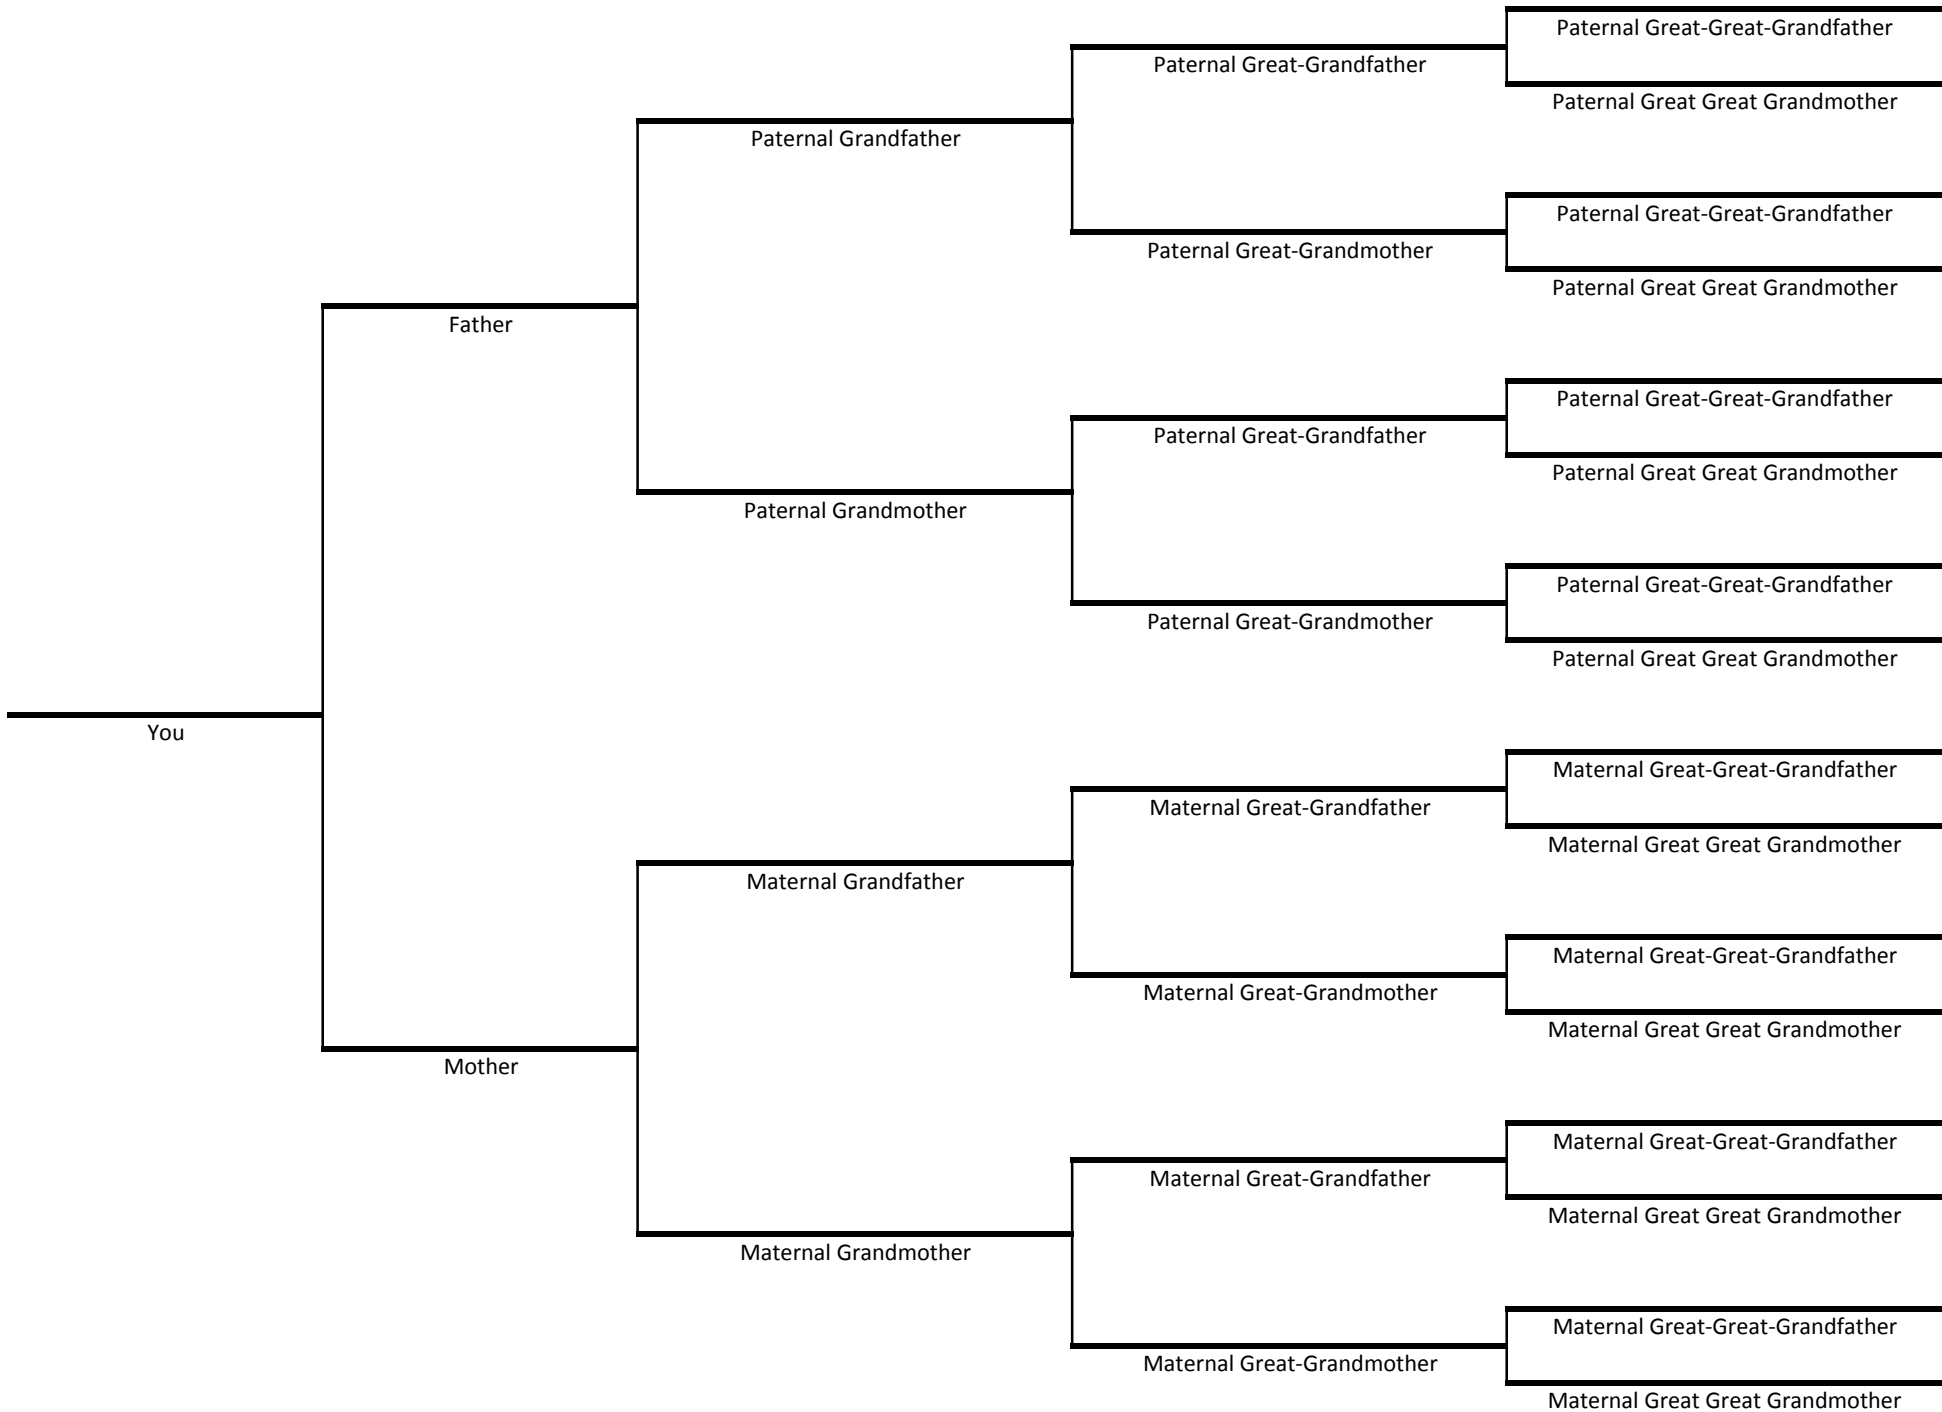 Paternal Great-Great-Grandfather
Paternal Great-Grandfather
Paternal Great Great Grandmother
Paternal Grandfather
Paternal Great-Great-Grandfather
Paternal Great-Grandmother
Paternal Great Great Grandmother
Father
Paternal Great-Great-Grandfather
Paternal Great-Grandfather
Paternal Great Great Grandmother
Paternal Grandmother
Paternal Great-Great-Grandfather
Paternal Great-Grandmother
Paternal Great Great Grandmother
You
Maternal Great-Great-Grandfather
Maternal Great-Grandfather
Maternal Great Great Grandmother
Maternal Grandfather
Maternal Great-Great-Grandfather
Maternal Great-Grandmother
Maternal Great Great Grandmother
Mother
Maternal Great-Great-Grandfather
Maternal Great-Grandfather
Maternal Great Great Grandmother
Maternal Grandmother
Maternal Great-Great-Grandfather
Maternal Great-Grandmother
Maternal Great Great Grandmother